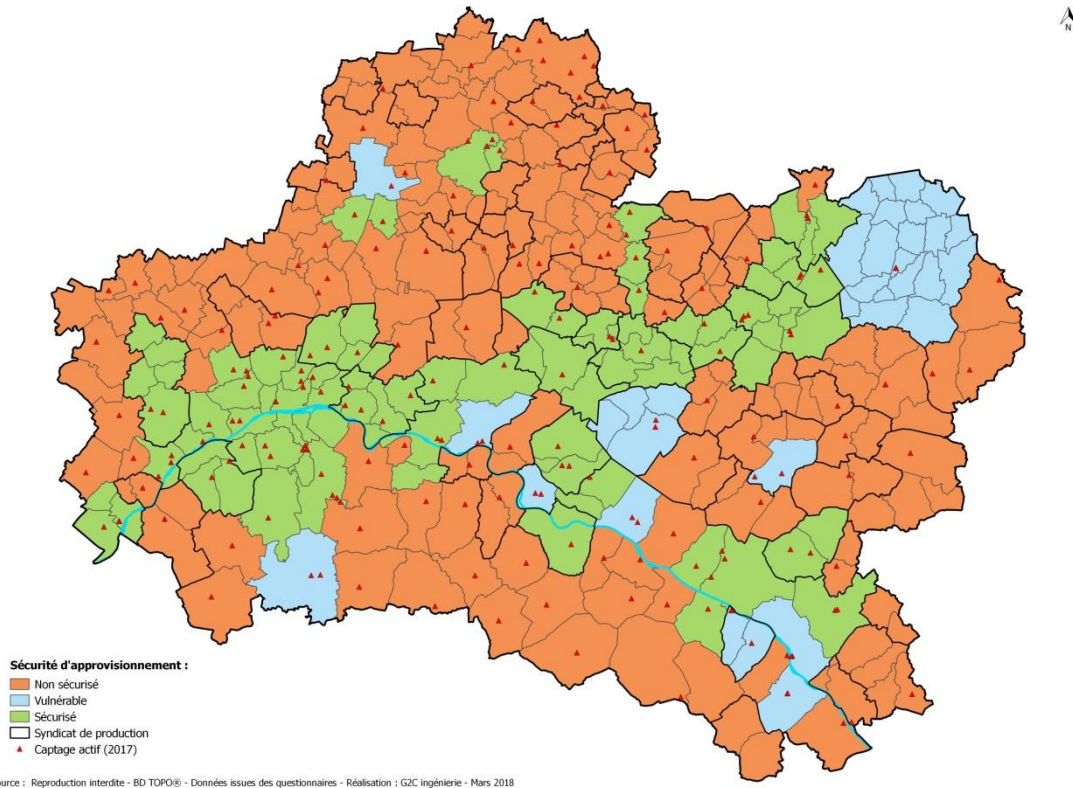 N
Sécurité d'approvisionnement :
Non sécurisé
Vulnérable
Sécurisé
Syndicat de production
Captage actif (2017)
ource : Reproduction interdite - BD TOPO® - Données issues des questionnaires - Réalisation : G2C ingénierie - Mars 2018